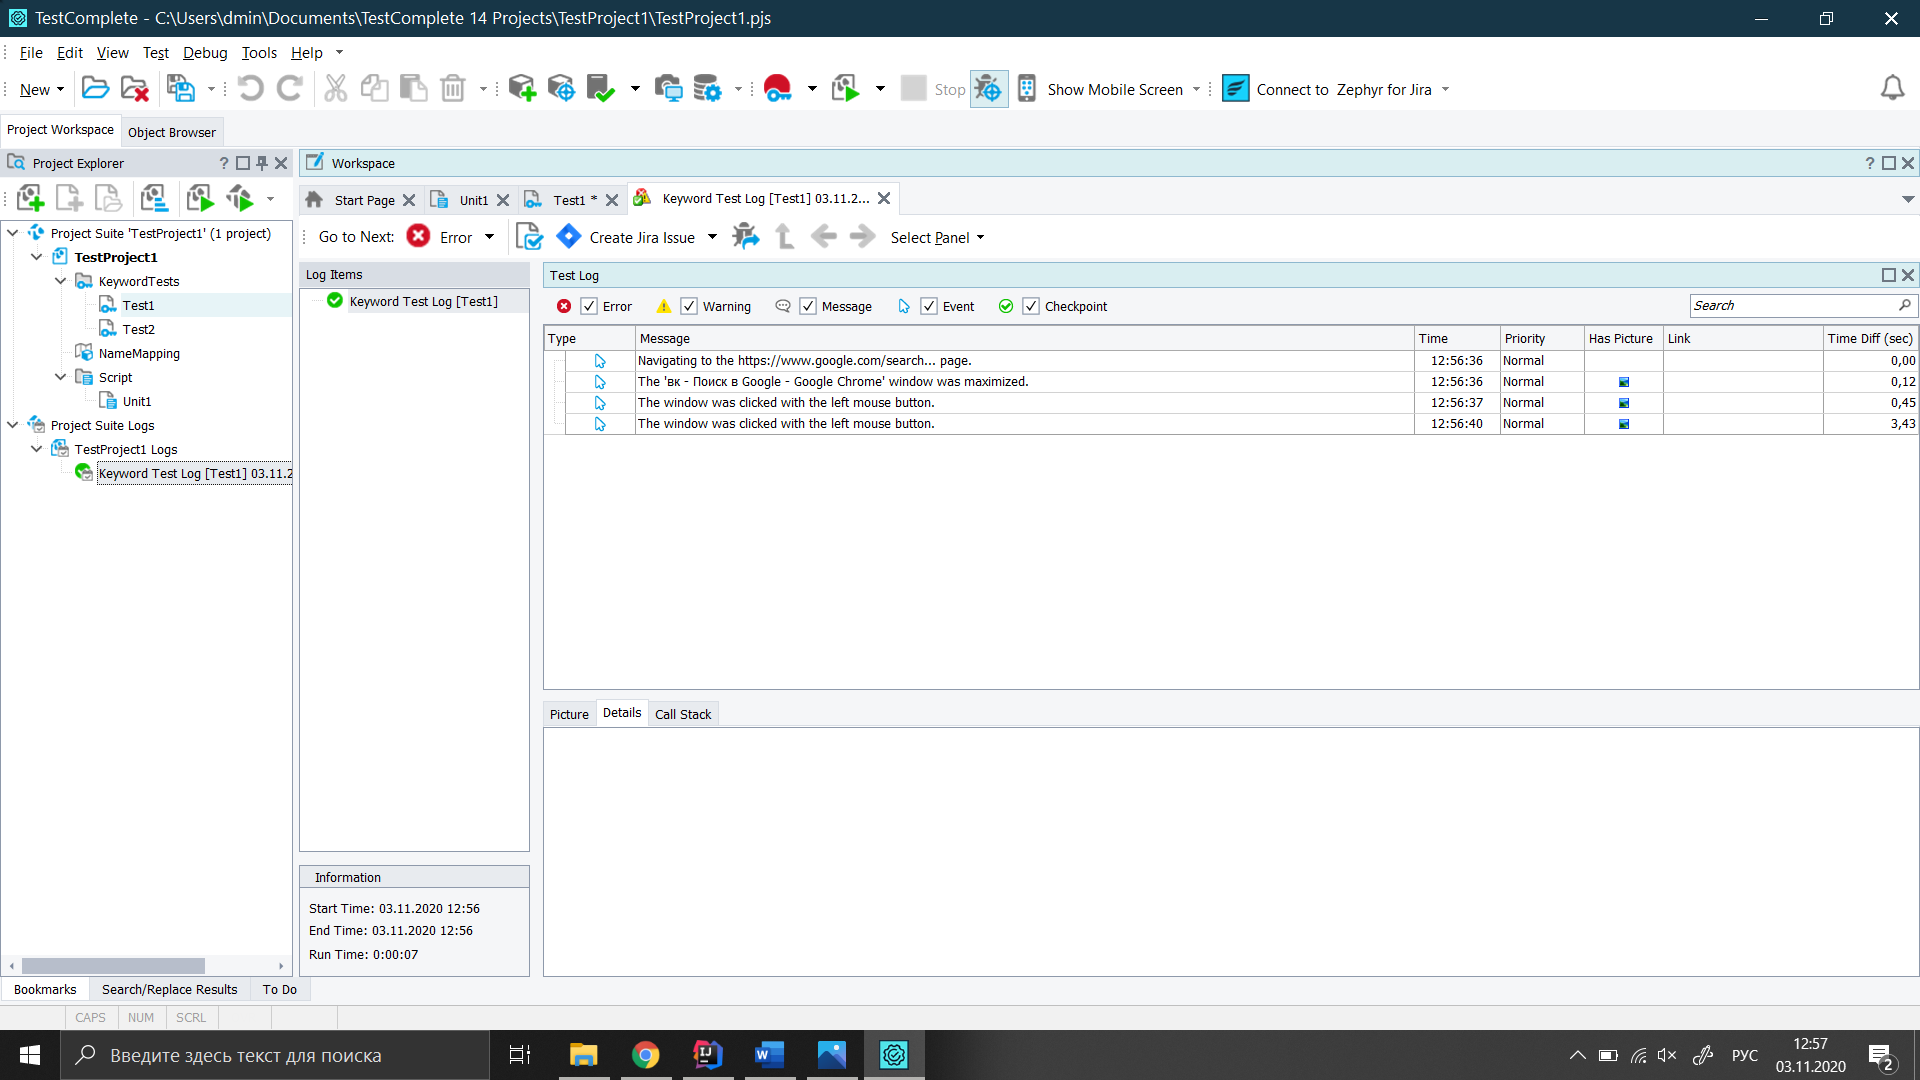 TestComplete - C:\Users\dmin\Documents\TestComplete 14 Projects\TestProject1\TestProject1.pjs
File Edit View Test Debug Tools Help
New Stop Show Mobile Screen Connect to Zephyr for Jira
Project Workspace Object Browser
Project Explorer ?
Workspace ?
Start Page Unit1 Test1 * Keyword Test Log [Test1] 03.11.2...
Go to Next: Error Create Jira Issue Select Panel
Project Suite 'TestProject1' (1 project)
TestProject1
KeywordTests
Test1
Test2
NameMapping
Script
Unit1
Project Suite Logs
TestProject1 Logs
Keyword Test Log [Test1] 03.11.2
Log Items
Keyword Test Log [Test1]
Test Log
Error Warning Message Event Checkpoint Search
Type Message Time Priority Has Picture Link Time Diff (sec)
Navigating to the https://www.google.com/search... page. 12:56:36 Normal 0,00
The 'вк - Поиск в Google - Google Chrome' window was maximized. 12:56:36 Normal 0,12
The window was clicked with the left mouse button. 12:56:37 Normal 0,45
The window was clicked with the left mouse button. 12:56:40 Normal 3,43
Picture Details Call Stack
Information
Start Time: 03.11.2020 12:56
End Time: 03.11.2020 12:56
Run Time: 0:00:07
Bookmarks Search/Replace Results To Do
CAPS NUM SCRL
Введите здесь текст для поиска
РУС
12:57
03.11.2020
2